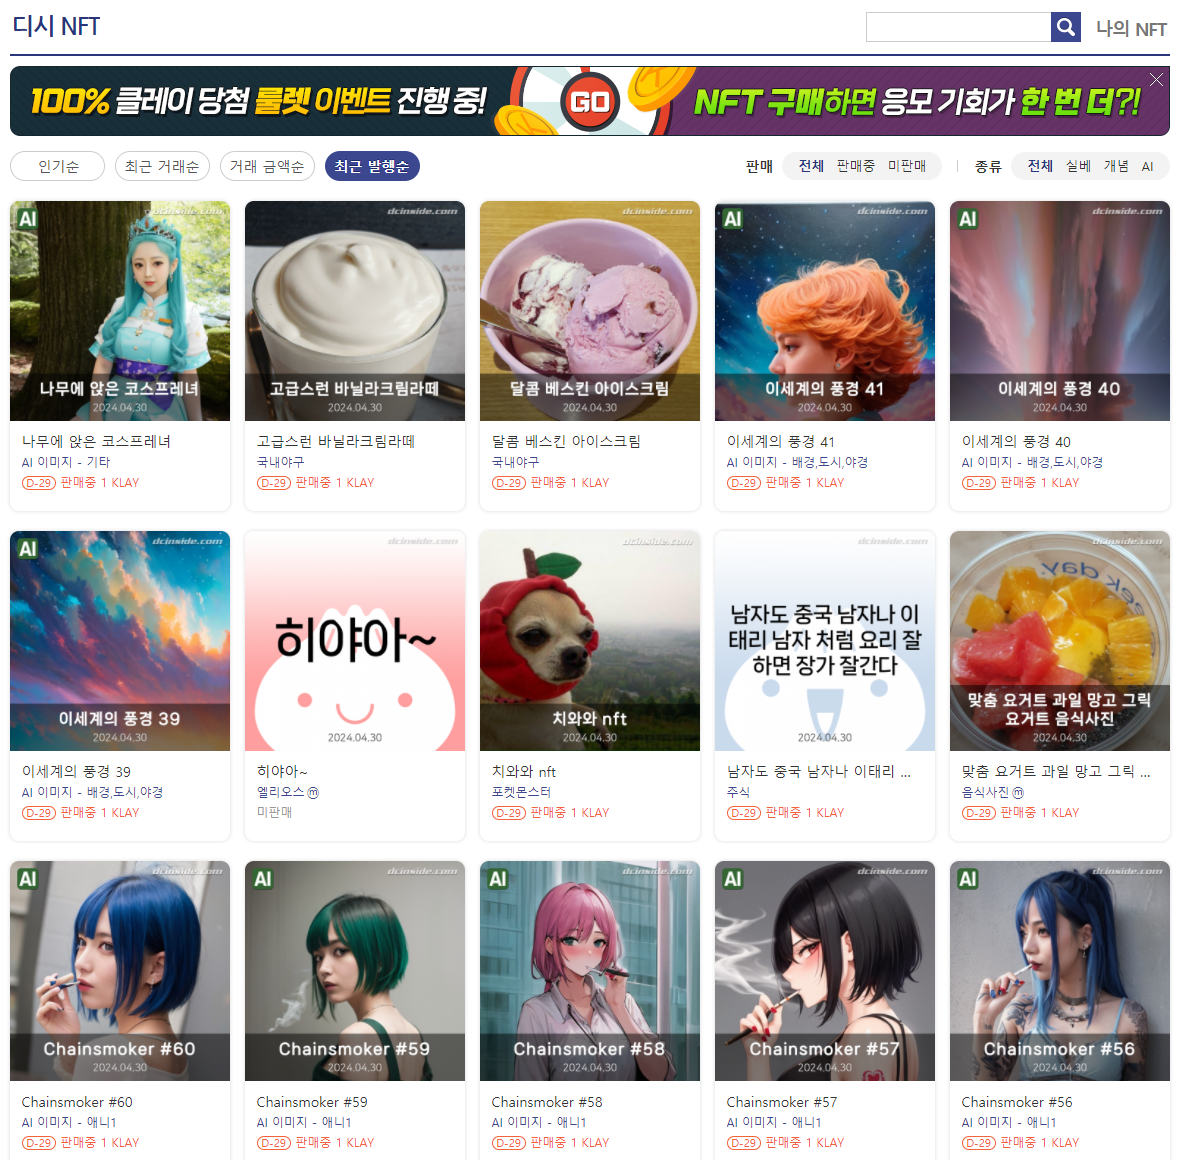 디시 NFT
나의 NFT
100% 클레이 당첨 룰렛 이벤트 진행 중!
GO
NFT 구매하면 응모 기회가 한 번 더?!
인기순 최근 거래순 거래 금액순 최근 발행순
판매 전체 판매중 미판매 종류 전체 실베 개념 AI
AI dcinside.com
나무에 앉은 코스프레녀
2024.04.30
나무에 앉은 코스프레녀
AI 이미지 - 기타
D-29 판매중 1 KLAY
dcinside.com
고급스런 바닐라크림라떼
2024.04.30
고급스런 바닐라크림라떼
국내야구
D-29 판매중 1 KLAY
dcinside.com
달콤 베스킨 아이스크림
2024.04.30
달콤 베스킨 아이스크림
국내야구
D-29 판매중 1 KLAY
AI dcinside.com
이세계의 풍경 41
2024.04.30
이세계의 풍경 41
AI 이미지 - 배경,도시,야경
D-29 판매중 1 KLAY
AI dcinside.com
이세계의 풍경 40
2024.04.30
이세계의 풍경 40
AI 이미지 - 배경,도시,야경
D-29 판매중 1 KLAY
AI dcinside.com
이세계의 풍경 39
2024.04.30
이세계의 풍경 39
AI 이미지 - 배경,도시,야경
D-29 판매중 1 KLAY
dcinside.com
히야아~
2024.04.30
히야아~
엘리오스 ⓜ
미판매
dcinside.com
치와와 nft
2024.04.30
치와와 nft
포켓몬스터
D-29 판매중 1 KLAY
dcinside.com
남자도 중국 남자나 이
태리 남자 처럼 요리 잘
하면 장가 잘간다
2024.04.30
남자도 중국 남자나 이태리 ...
주식
D-29 판매중 1 KLAY
dcinside.com
eek day.
맞춤 요거트 과일 망고 그릭
요거트 음식사진
2024.04.30
맞춤 요거트 과일 망고 그릭 ...
음식사진 ⓜ
D-29 판매중 1 KLAY
AI dcinside.com
Chainsmoker #60
2024.04.30
Chainsmoker #60
AI 이미지 - 애니1
D-29 판매중 1 KLAY
AI dcinside.com
Chainsmoker #59
2024.04.30
Chainsmoker #59
AI 이미지 - 애니1
D-29 판매중 1 KLAY
AI dcinside.com
Chainsmoker #58
2024.04.30
Chainsmoker #58
AI 이미지 - 애니1
D-29 판매중 1 KLAY
AI dcinside.com
Chainsmoker #57
2024.04.30
Chainsmoker #57
AI 이미지 - 애니1
D-29 판매중 1 KLAY
AI dcinside.com
Chainsmoker #56
2024.04.30
Chainsmoker #56
AI 이미지 - 애니1
D-29 판매중 1 KLAY